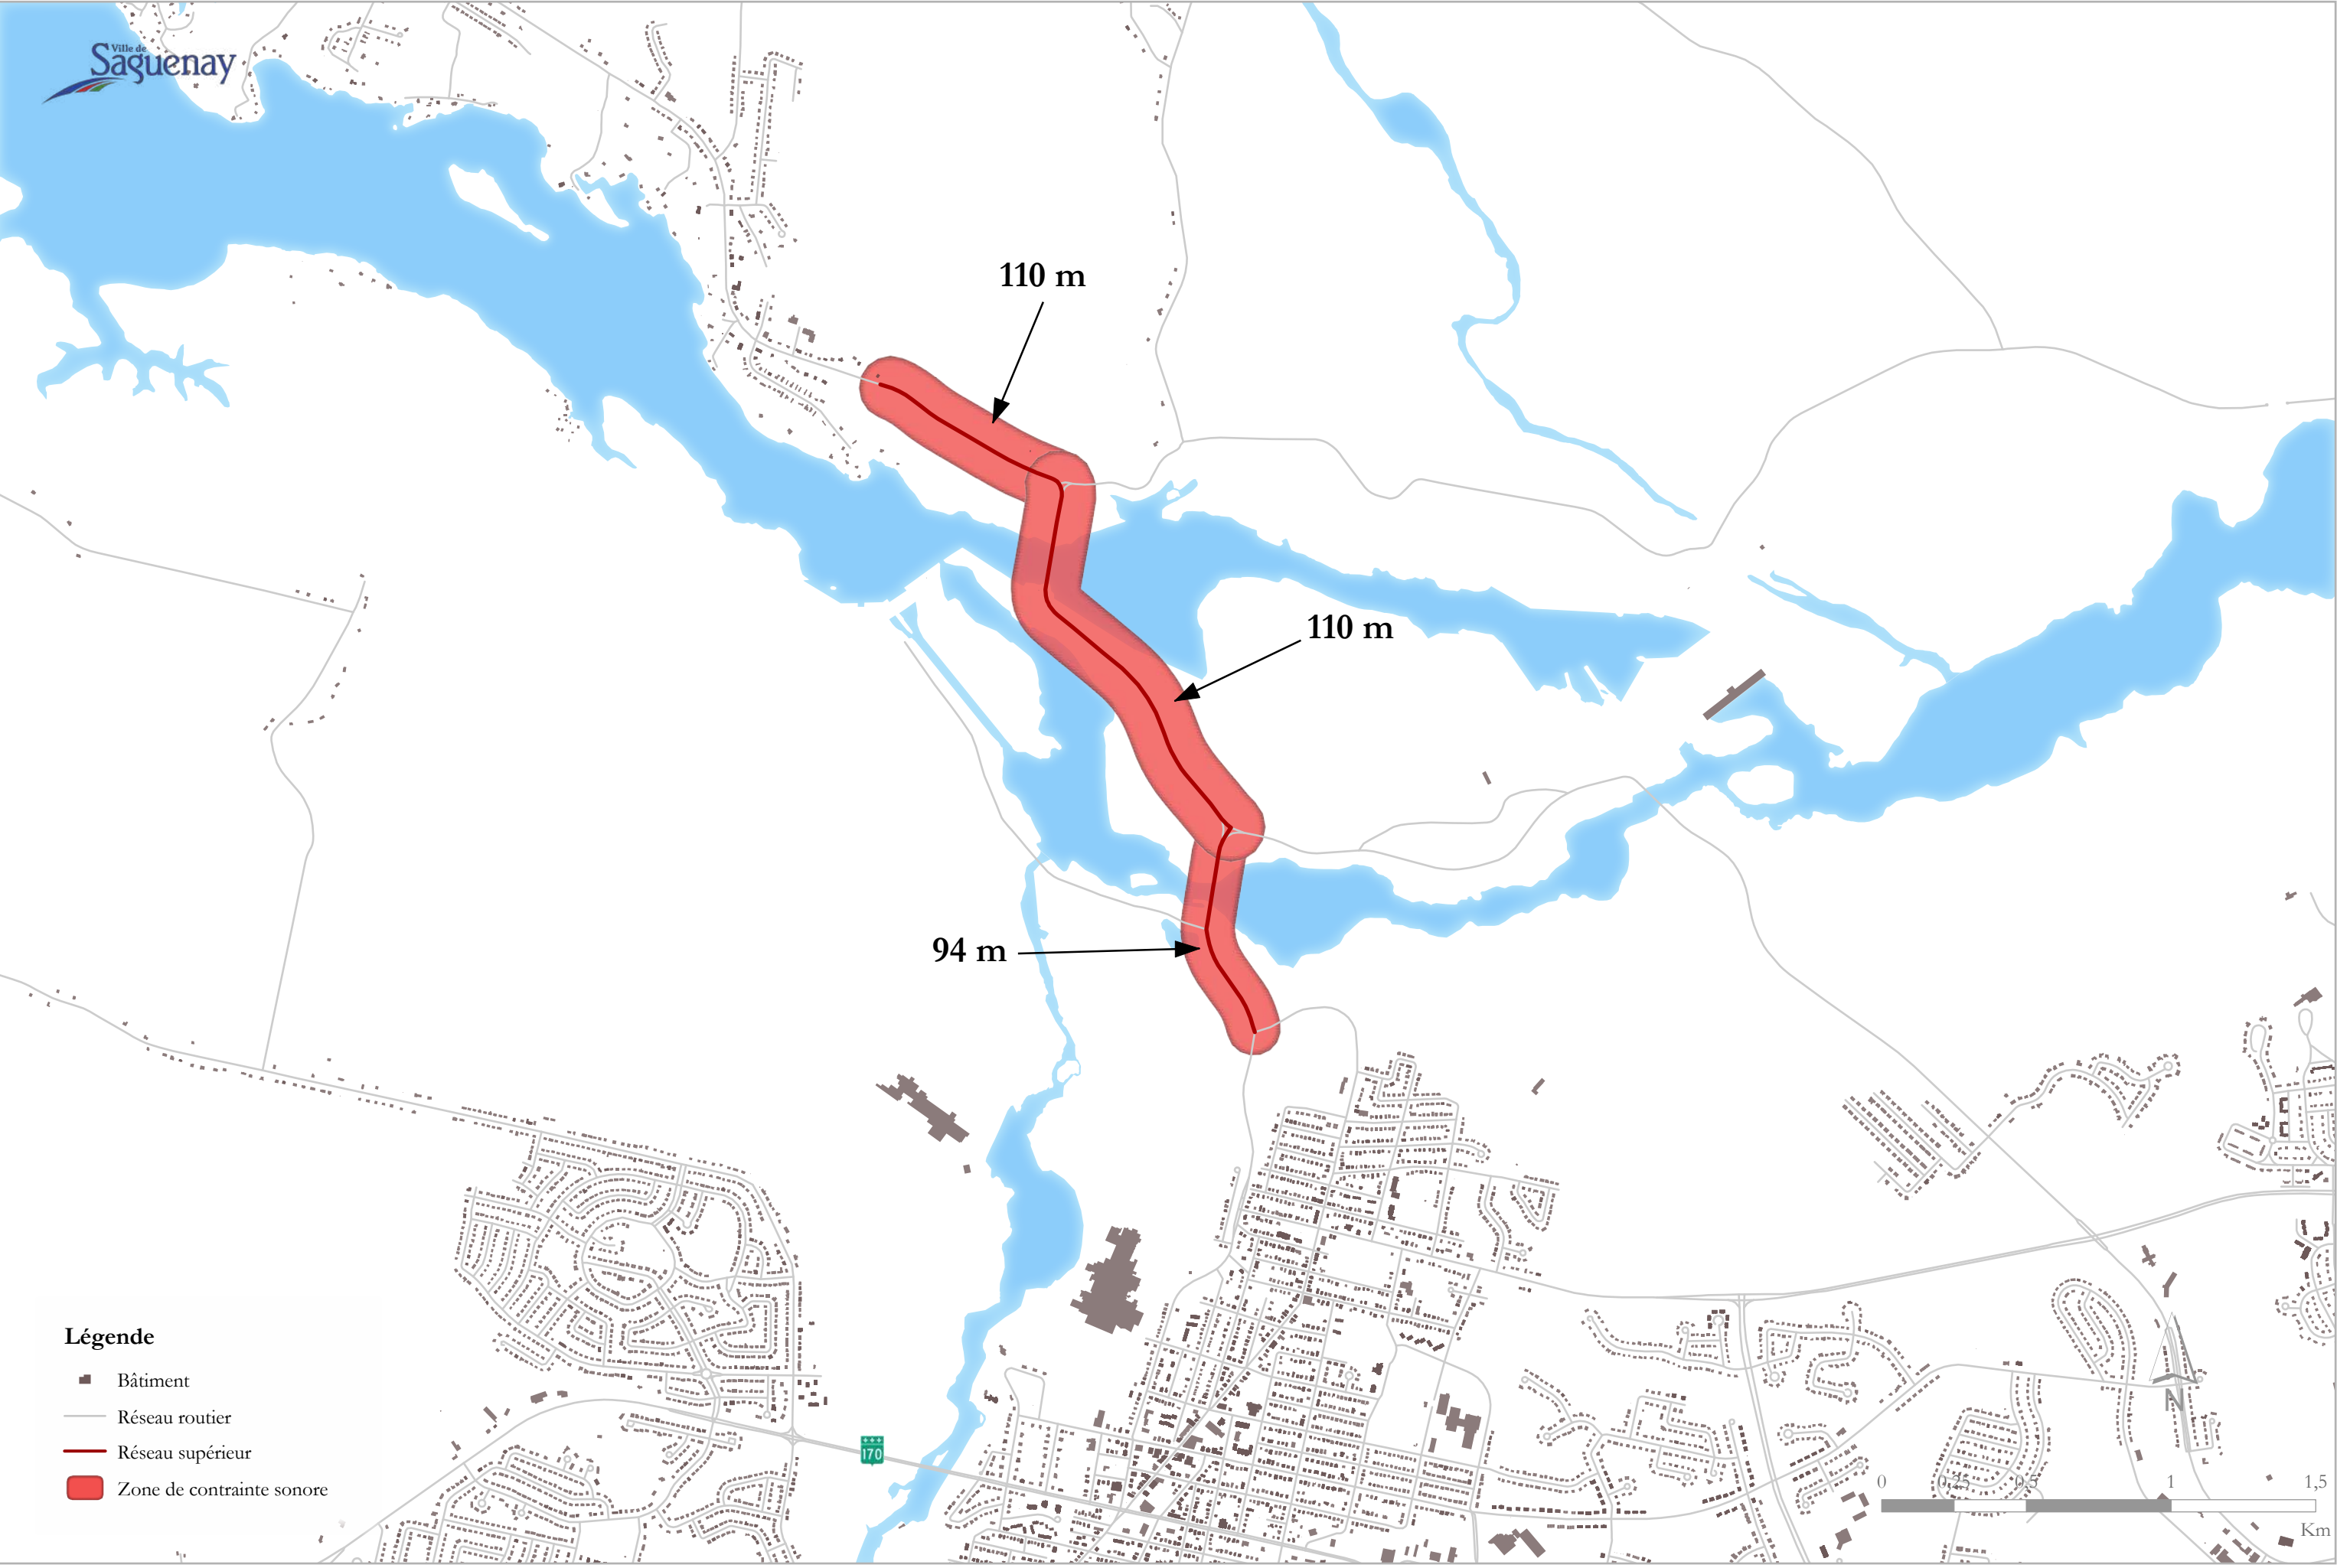 Ville de
Saguenay
110 m
110 m
94 m
170
Légende
Bâtiment
Réseau routier
Réseau supérieur
Zone de contrainte sonore
N
0 0,25 0,5 1 1,5
Km